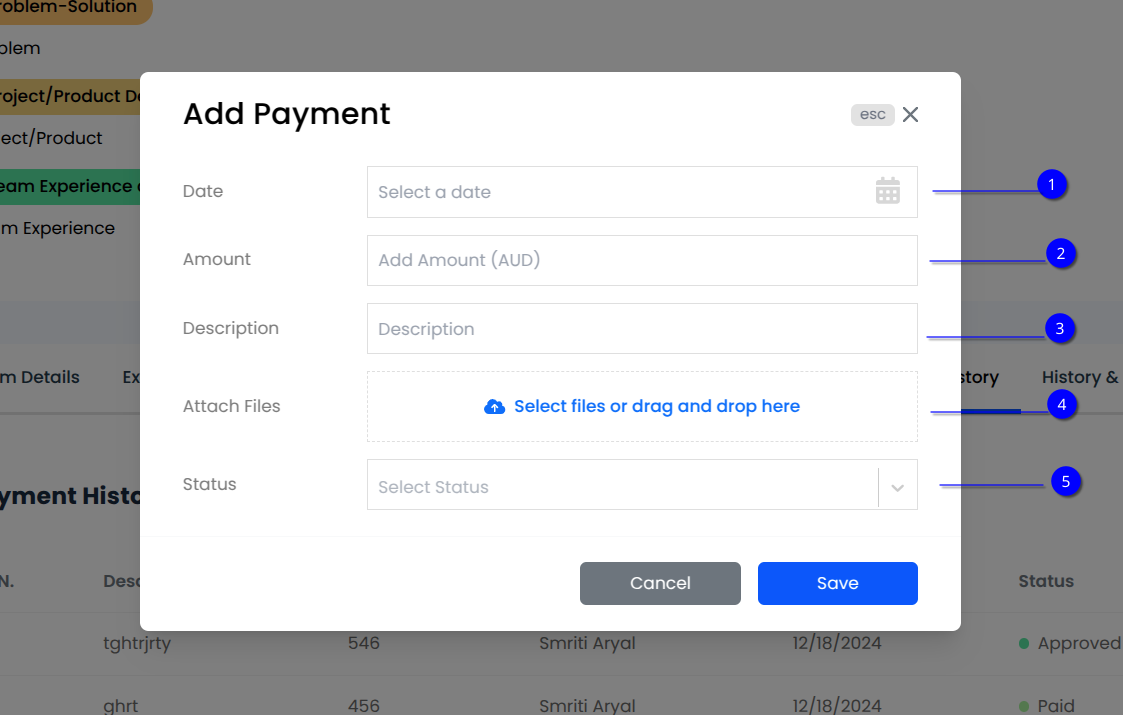 roblem-Solution
blem
roject/Product De
ject/Product
eam Experience
m Experience
Add Payment
esc
Date
Select a date
1
Amount
Add Amount (AUD)
2
Description
Description
3
m Details Ex story History &
Attach Files
Select files or drag and drop here
4
Status
Select Status
5
yment Histo
N. Desc Status
Cancel Save
tghtrjrty 546 Smriti Aryal 12/18/2024 Approved
ghrt 456 Smriti Aryal 12/18/2024 Paid